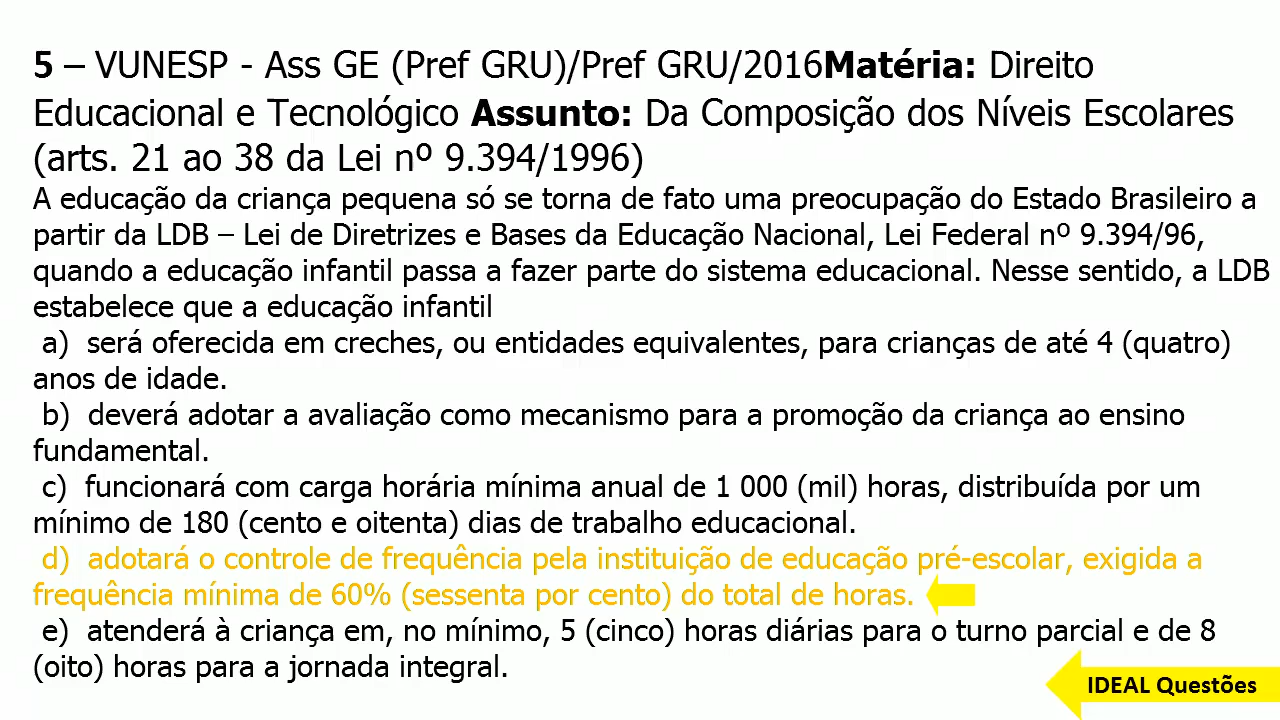 5 – VUNESP - Ass GE (Pref GRU)/Pref GRU/2016Matéria: Direito
Educacional e Tecnológico Assunto: Da Composição dos Níveis Escolares
(arts. 21 ao 38 da Lei nº 9.394/1996)
A educação da criança pequena só se torna de fato uma preocupação do Estado Brasileiro a
partir da LDB – Lei de Diretrizes e Bases da Educação Nacional, Lei Federal nº 9.394/96,
quando a educação infantil passa a fazer parte do sistema educacional. Nesse sentido, a LDB
estabelece que a educação infantil
a) será oferecida em creches, ou entidades equivalentes, para crianças de até 4 (quatro)
anos de idade.
b) deverá adotar a avaliação como mecanismo para a promoção da criança ao ensino
fundamental.
c) funcionará com carga horária mínima anual de 1 000 (mil) horas, distribuída por um
mínimo de 180 (cento e oitenta) dias de trabalho educacional.
d) adotará o controle de frequência pela instituição de educação pré-escolar, exigida a
frequência mínima de 60% (sessenta por cento) do total de horas.
e) atenderá à criança em, no mínimo, 5 (cinco) horas diárias para o turno parcial e de 8
(oito) horas para a jornada integral.
IDEAL Questões